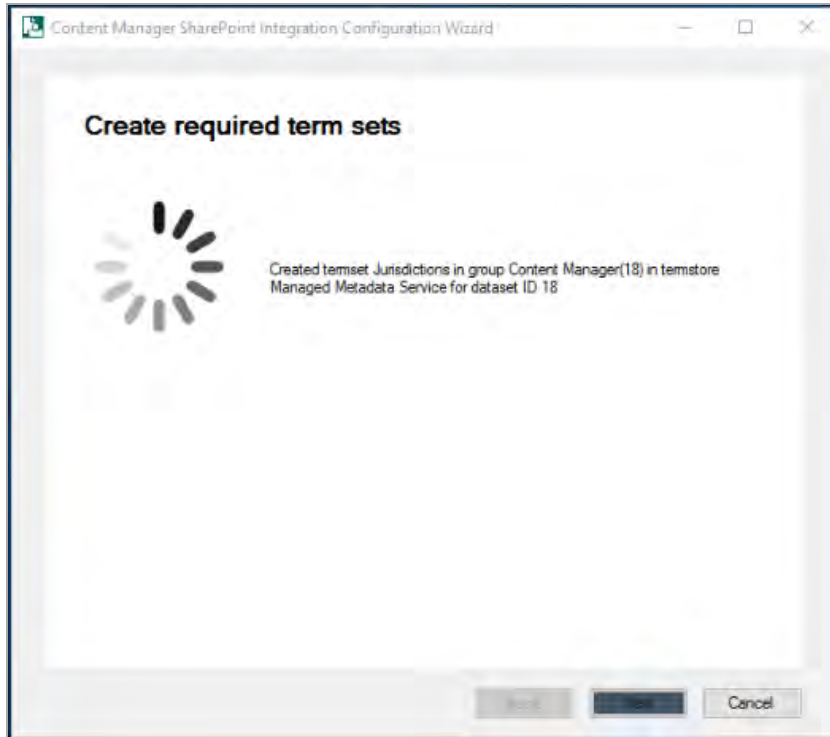 Content Manager SharePoint Integration Configuration Wizard
Create required term sets
Created termset Jurisdictions in group Content Manager(18) in termstore
Managed Metadata Service for dataset ID 18
Cancel